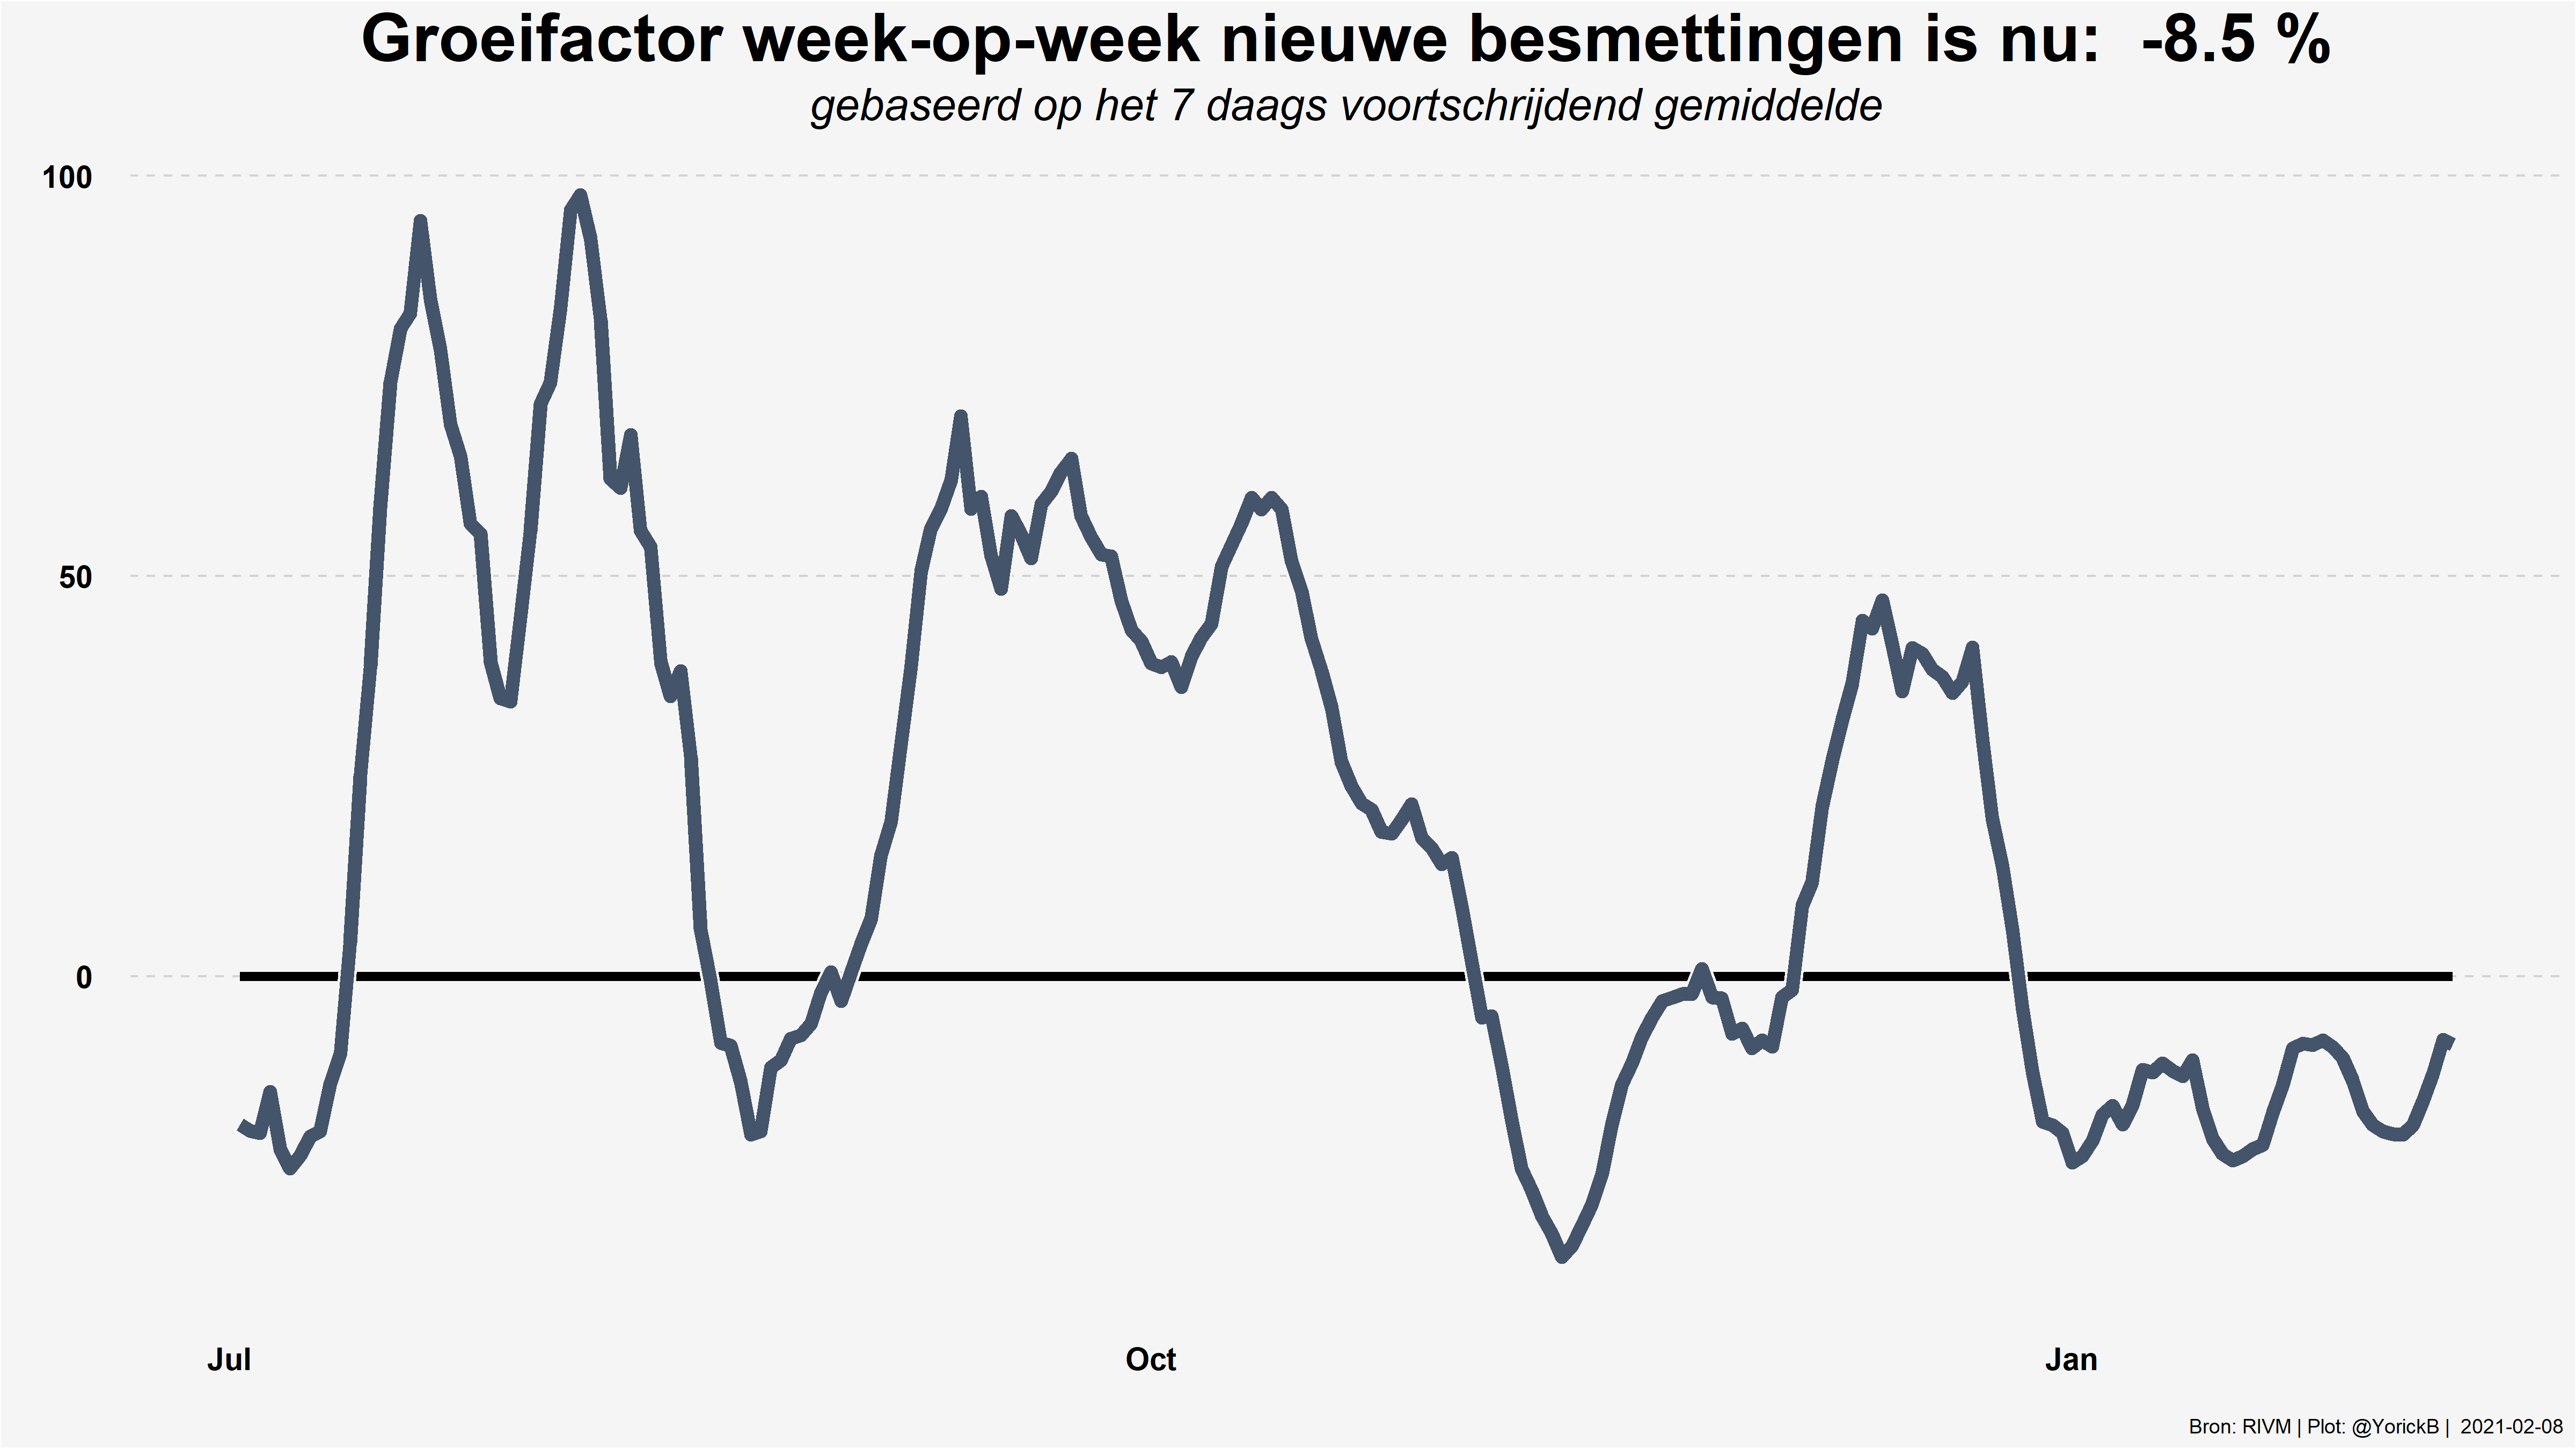 Groeifactor week-op-week nieuwe besmettingen is nu: -8.5 %
gebaseerd op het 7 daags voortschrijdend gemiddelde
100
50
0
Jul Oct Jan
Bron: RIVM | Plot: @YorickB | 2021-02-08